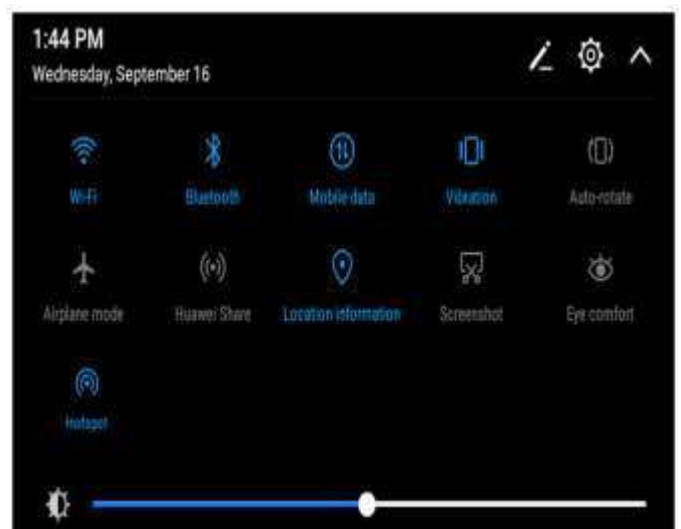 1:44 PM
Wednesday, September 16
Wi-Fi Bluetooth Mobile data Vibration Auto-rotate
Airplane mode Huawei Share Location information Screenshot Eye comfort
Hotspot